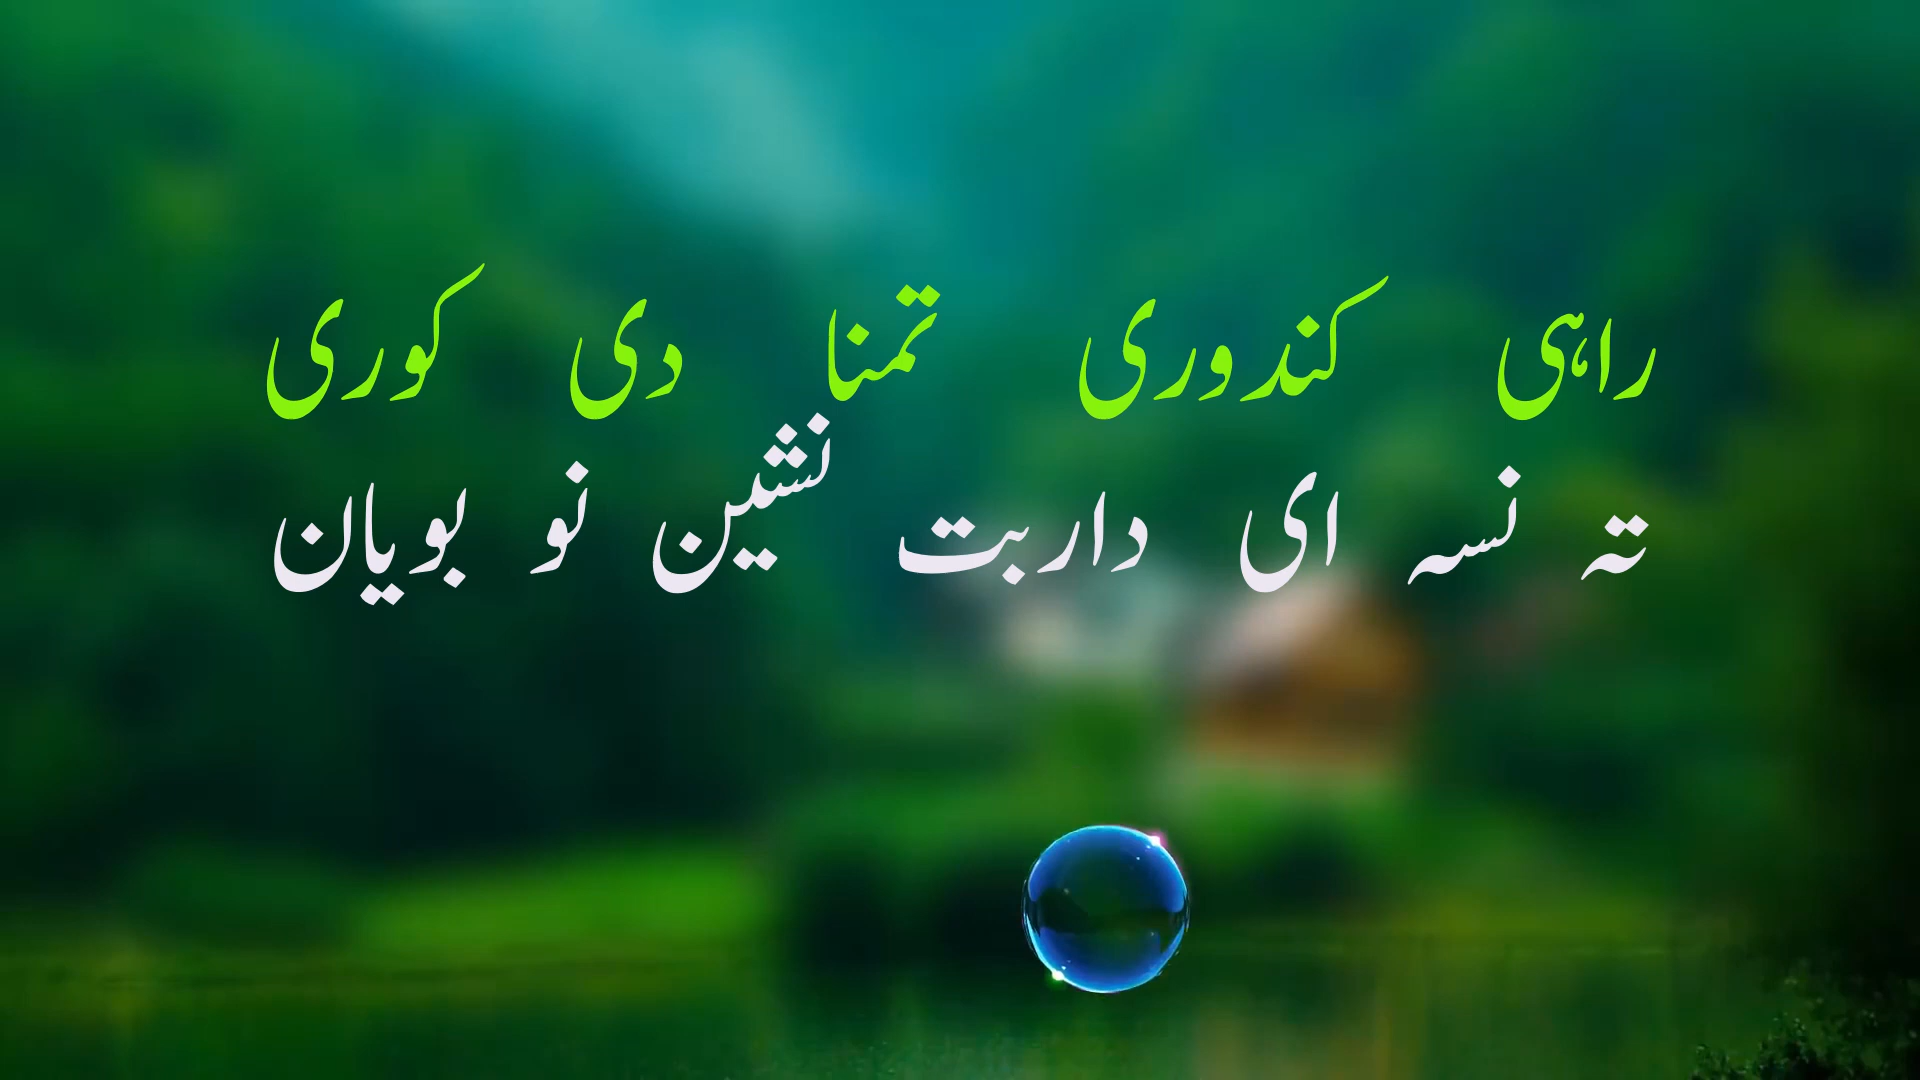 راہی کندوری تمنا دی کوری
تہ نسہ ای داربت نشین نو بویان